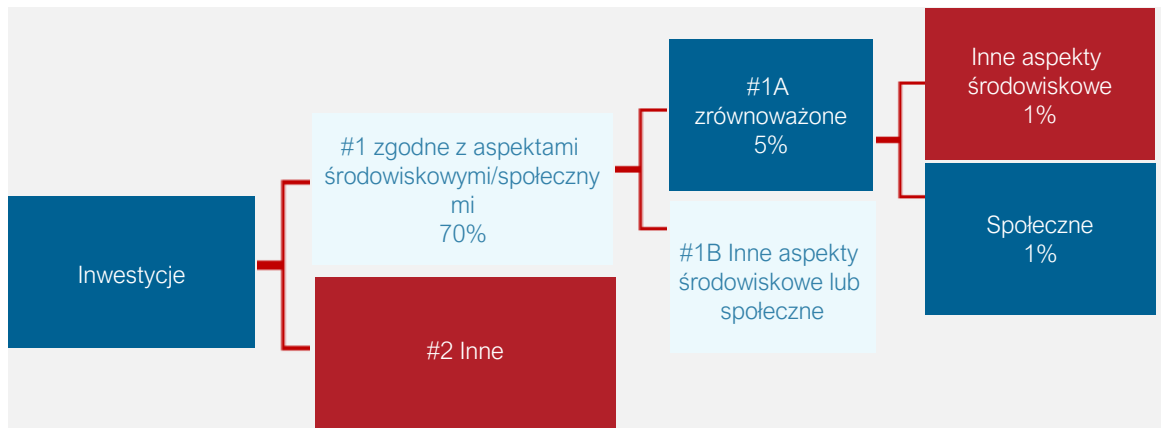 Inwestycje
#1 zgodne z aspektami
środowiskowymi/społeczny
mi
70%
#2 Inne
#1A
zrównoważone
5%
#1B Inne aspekty
środowiskowe lub
społeczne
Inne aspekty
środowiskowe
1%
Społeczne
1%